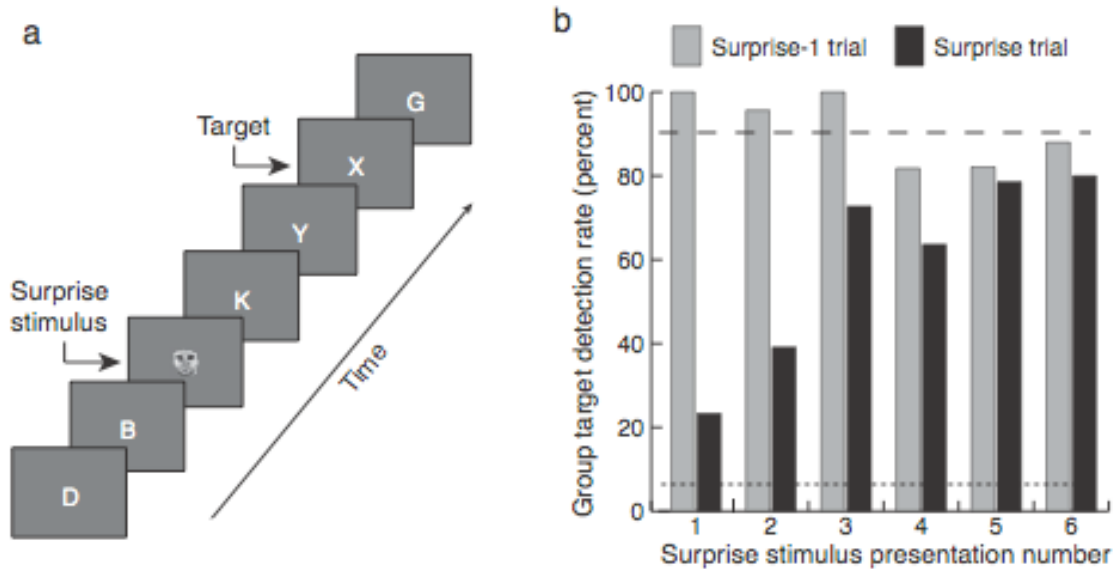 a
G
Target
X
Y
K
Surprise
stimulus
B
D
Time
b
Surprise-1 trial
Surprise trial
Group target detection rate (percent)
100
80
60
40
20
0
1 2 3 4 5 6
Surprise stimulus presentation number